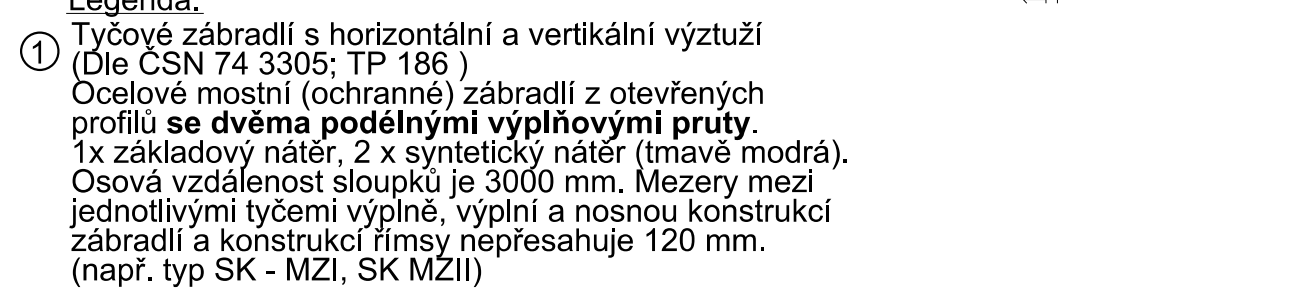 Legenda:
1 Tyčové zábradlí s horizontální a vertikální výztuží
(Dle ČSN 74 3305; TP 186 )
Ocelové mostní (ochranné) zábradlí z otevřených
profilů se dvěma podélnými výplňovými pruty.
1x základový nátěr, 2 x syntetický nátěr (tmavě modrá).
Osová vzdálenost sloupků je 3000 mm. Mezery mezi
jednotlivými tyčemi výplně, výplní a nosnou konstrukcí
zábradlí a konstrukcí římsy nepřesahuje 120 mm.
(např. typ SK - MZI, SK MZII)